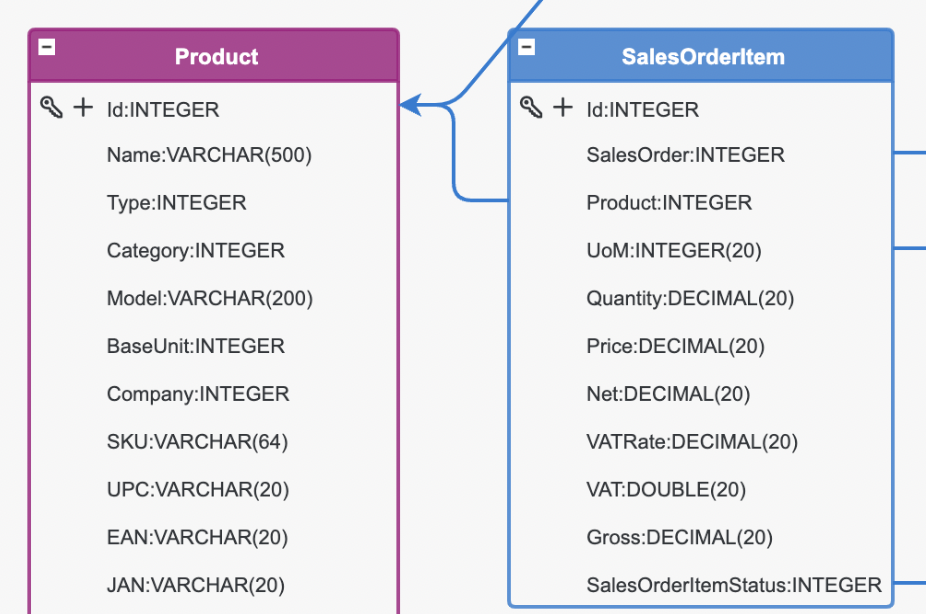 Product
Id:INTEGER
Name:VARCHAR(500)
Type:INTEGER
Category:INTEGER
Model:VARCHAR(200)
BaseUnit:INTEGER
Company:INTEGER
SKU:VARCHAR(64)
UPC:VARCHAR(20)
EAN:VARCHAR(20)
JAN:VARCHAR(20)
SalesOrderItem
Id:INTEGER
SalesOrder:INTEGER
Product:INTEGER
UoM:INTEGER(20)
Quantity:DECIMAL(20)
Price:DECIMAL(20)
Net:DECIMAL(20)
VATRate:DECIMAL(20)
VAT:DOUBLE(20)
Gross:DECIMAL(20)
SalesOrderItemStatus:INTEGER